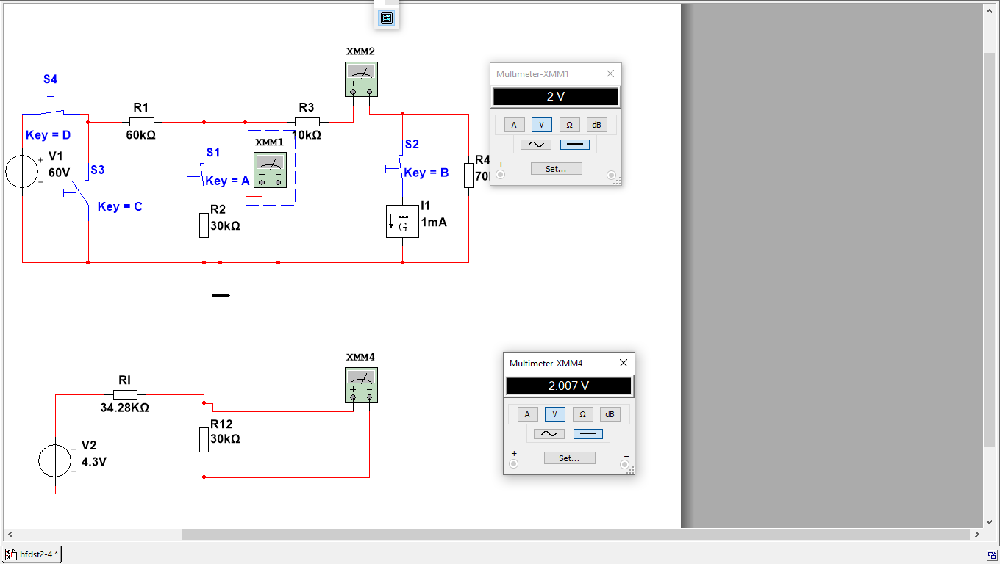 XMM2
S4
Multimeter-XMM1
2 V
R1
R3
60kΩ
10kΩ
A
V
Ω
dB
Key = D
XMM1
S2
V1
60V
+
−
S1
S3
Key = A
Key = B
R4
+
−
Set...
Key = C
R2
30kΩ
I1
1mA
G
XMM4
Multimeter-XMM4
2.007 V
RI
34.28KΩ
A
V
Ω
dB
R12
30kΩ
V2
4.3V
+
−
+
−
Set...
hfdst2-4 *